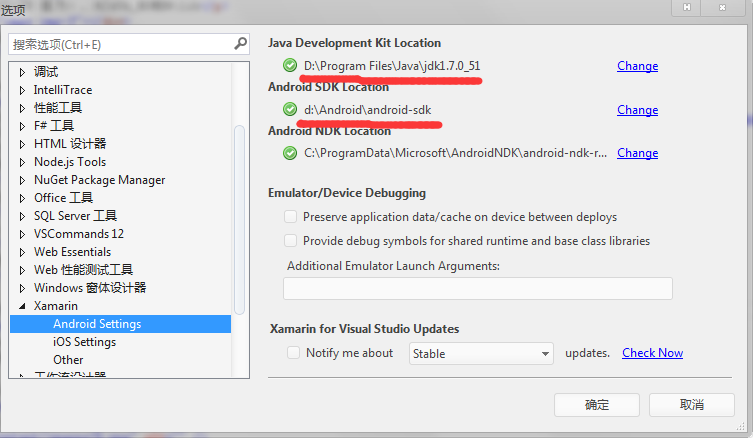 选项
搜索选项(Ctrl+E)
调试
IntelliTrace
性能工具
F# 工具
HTML 设计器
Node.js Tools
NuGet Package Manager
Office 工具
SQL Server 工具
VSCommands 12
Web Essentials
Web 性能测试工具
Windows 窗体设计器
Xamarin
Android Settings
iOS Settings
Other
工作流设计器
Java Development Kit Location
D:\Program Files\Java\jdk1.7.0_51 Change
Android SDK Location
d:\Android\android-sdk Change
Android NDK Location
C:\ProgramData\Microsoft\AndroidNDK\android-ndk-r... Change
Emulator/Device Debugging
Preserve application data/cache on device between deploys
Provide debug symbols for shared runtime and base class libraries
Additional Emulator Launch Arguments:
Xamarin for Visual Studio Updates
Notify me about Stable updates. Check Now
确定 取消